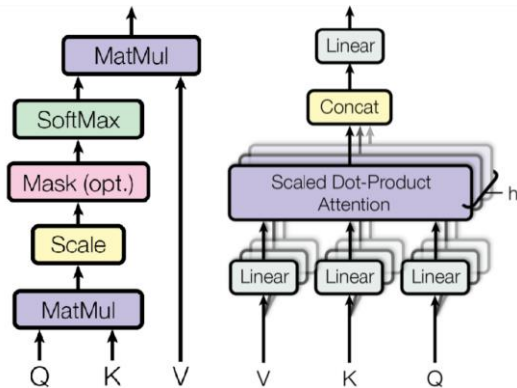 MatMul
SoftMax
Mask (opt.)
Scale
MatMul
Q K V
Linear
Concat
Scaled Dot-Product
Attention
h
Linear Linear Linear
V K Q